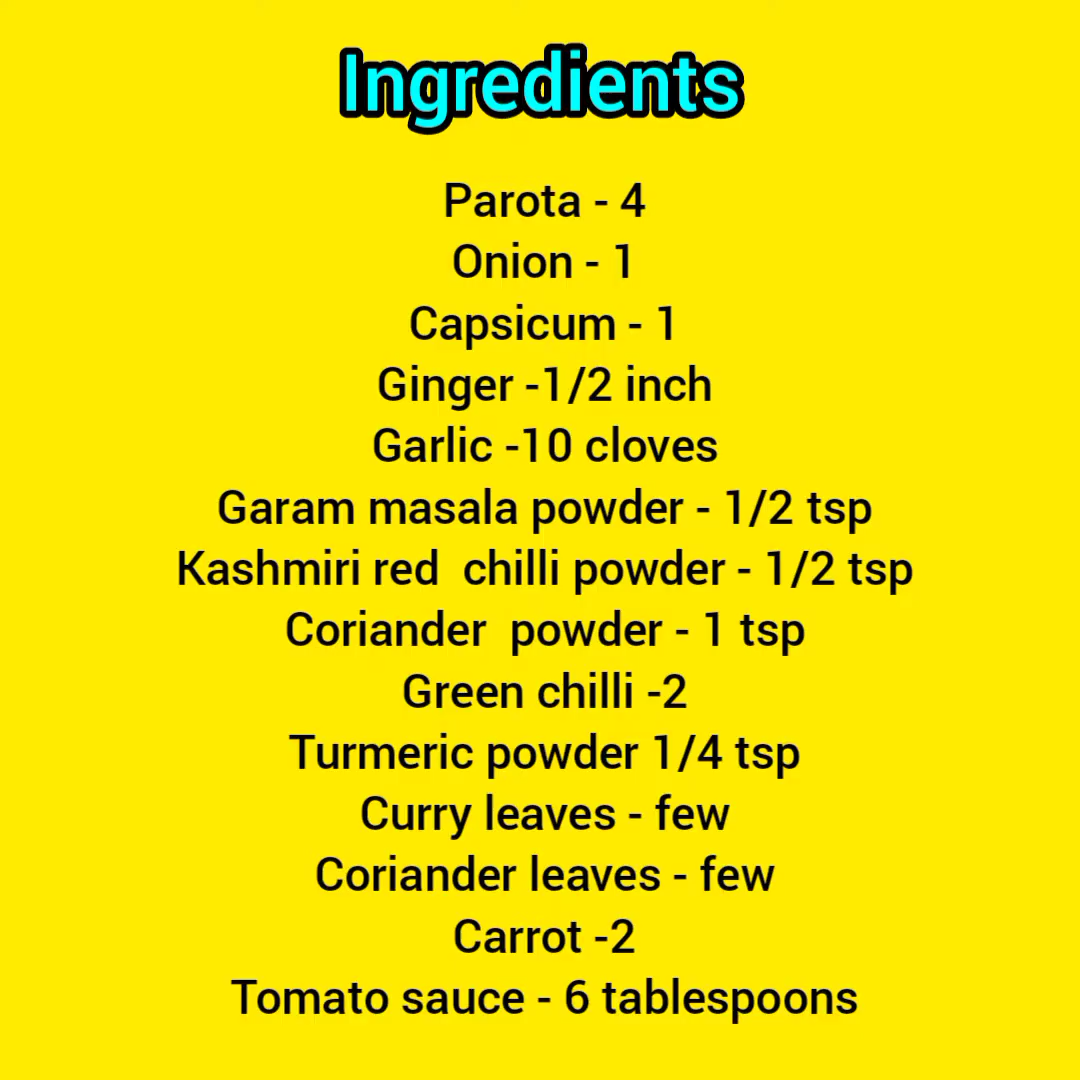 Ingredients
Parota - 4
Onion - 1
Capsicum - 1
Ginger -1/2 inch
Garlic -10 cloves
Garam masala powder - 1/2 tsp
Kashmiri red  chilli powder - 1/2 tsp
Coriander  powder - 1 tsp
Green chilli -2
Turmeric powder 1/4 tsp
Curry leaves - few
Coriander leaves - few
Carrot -2
Tomato sauce - 6 tablespoons